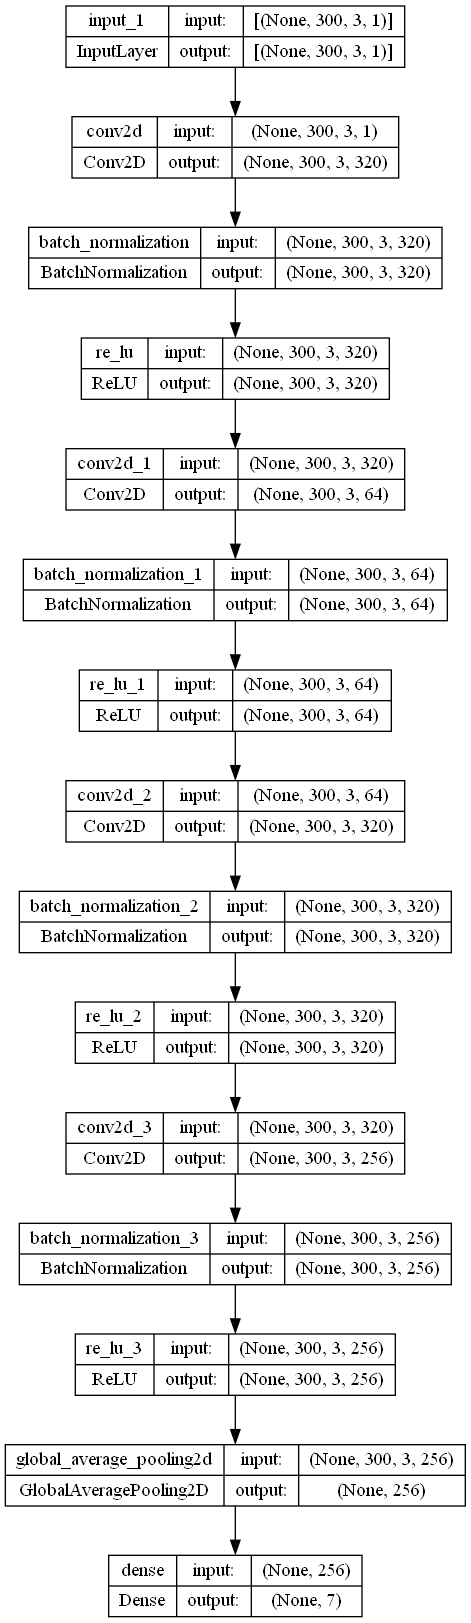 input_1 input: [(None, 300, 3, 1)]
InputLayer output: [(None, 300, 3, 1)]
conv2d input: (None, 300, 3, 1)
Conv2D output: (None, 300, 3, 320)
batch_normalization input: (None, 300, 3, 320)
BatchNormalization output: (None, 300, 3, 320)
re_lu input: (None, 300, 3, 320)
ReLU output: (None, 300, 3, 320)
conv2d_1 input: (None, 300, 3, 320)
Conv2D output: (None, 300, 3, 64)
batch_normalization_1 input: (None, 300, 3, 64)
BatchNormalization output: (None, 300, 3, 64)
re_lu_1 input: (None, 300, 3, 64)
ReLU output: (None, 300, 3, 64)
conv2d_2 input: (None, 300, 3, 64)
Conv2D output: (None, 300, 3, 320)
batch_normalization_2 input: (None, 300, 3, 320)
BatchNormalization output: (None, 300, 3, 320)
re_lu_2 input: (None, 300, 3, 320)
ReLU output: (None, 300, 3, 320)
conv2d_3 input: (None, 300, 3, 320)
Conv2D output: (None, 300, 3, 256)
batch_normalization_3 input: (None, 300, 3, 256)
BatchNormalization output: (None, 300, 3, 256)
re_lu_3 input: (None, 300, 3, 256)
ReLU output: (None, 300, 3, 256)
global_average_pooling2d input: (None, 300, 3, 256)
GlobalAveragePooling2D output: (None, 256)
dense input: (None, 256)
Dense output: (None, 7)